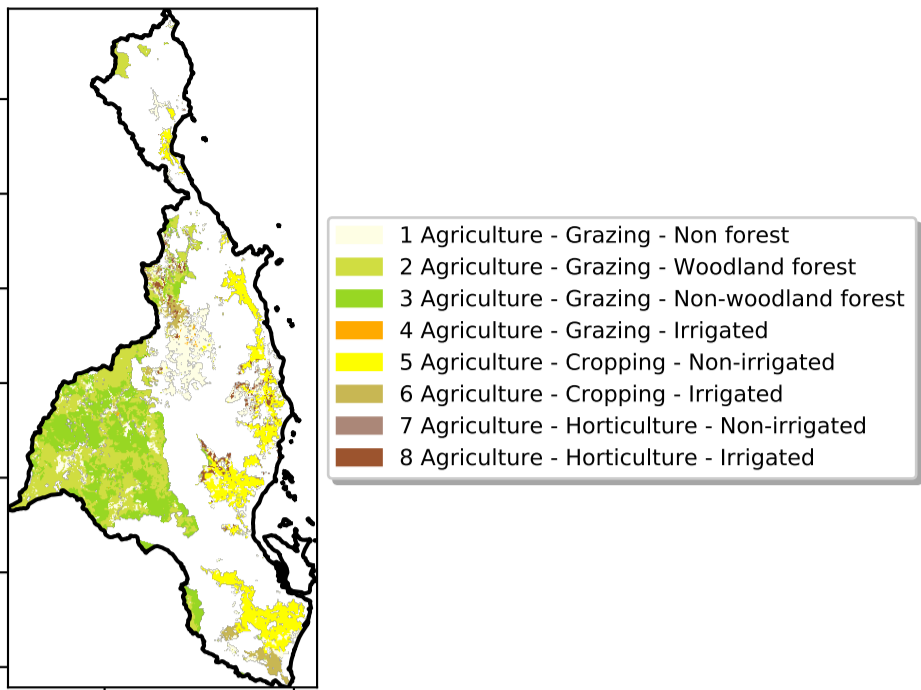 1 Agriculture - Grazing - Non forest
2 Agriculture - Grazing - Woodland forest
3 Agriculture - Grazing - Non-woodland forest
4 Agriculture - Grazing - Irrigated
5 Agriculture - Cropping - Non-irrigated
6 Agriculture - Cropping - Irrigated
7 Agriculture - Horticulture - Non-irrigated
8 Agriculture - Horticulture - Irrigated